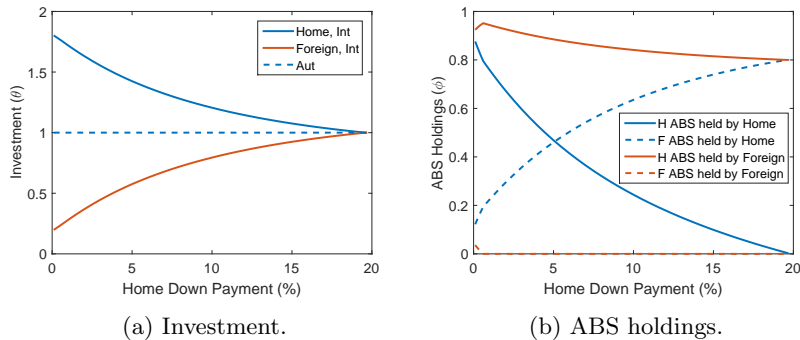 2
1.5
1
0.5
0
0 5 10 15 20
Investment (θ)
Home Down Payment (%)
Home, Int
Foreign, Int
Aut
(a) Investment.
1
0.8
0.6
0.4
0.2
0
0 5 10 15 20
ABS Holdings (ϕ)
Home Down Payment (%)
H ABS held by Home
F ABS held by Home
H ABS held by Foreign
F ABS held by Foreign
(b) ABS holdings.